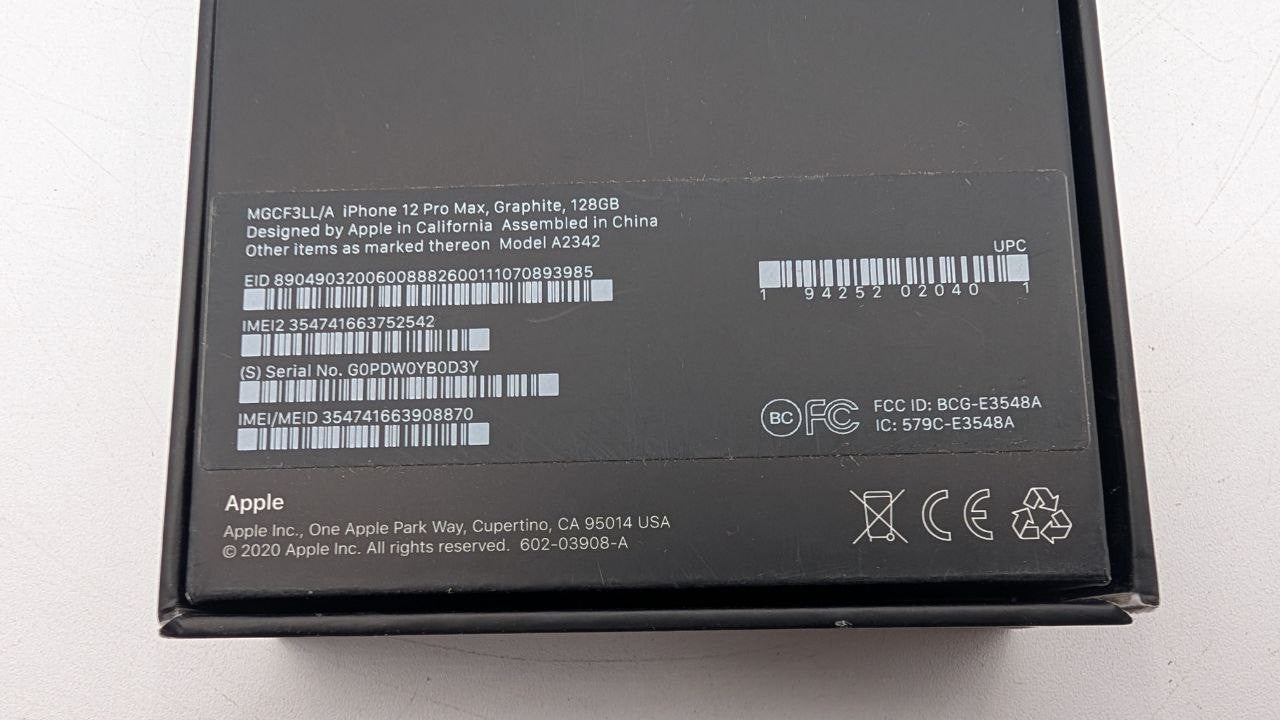 MGCF3LL/A iPhone 12 Pro Max, Graphite, 128GB
Designed by Apple in California Assembled in China
Other items as marked thereon Model A2342
EID 89049032006008882600111070893985
IMEI2 354741663752542
(S) Serial No. G0PDW0YB0D3Y
IMEI/MEID 354741663908870
UPC
1 94252 02040 1
BC FC FCC ID: BCG-E3548A
IC: 579C-E3548A
Apple
Apple Inc., One Apple Park Way, Cupertino, CA 95014 USA
© 2020 Apple Inc. All rights reserved. 602-03908-A
CE